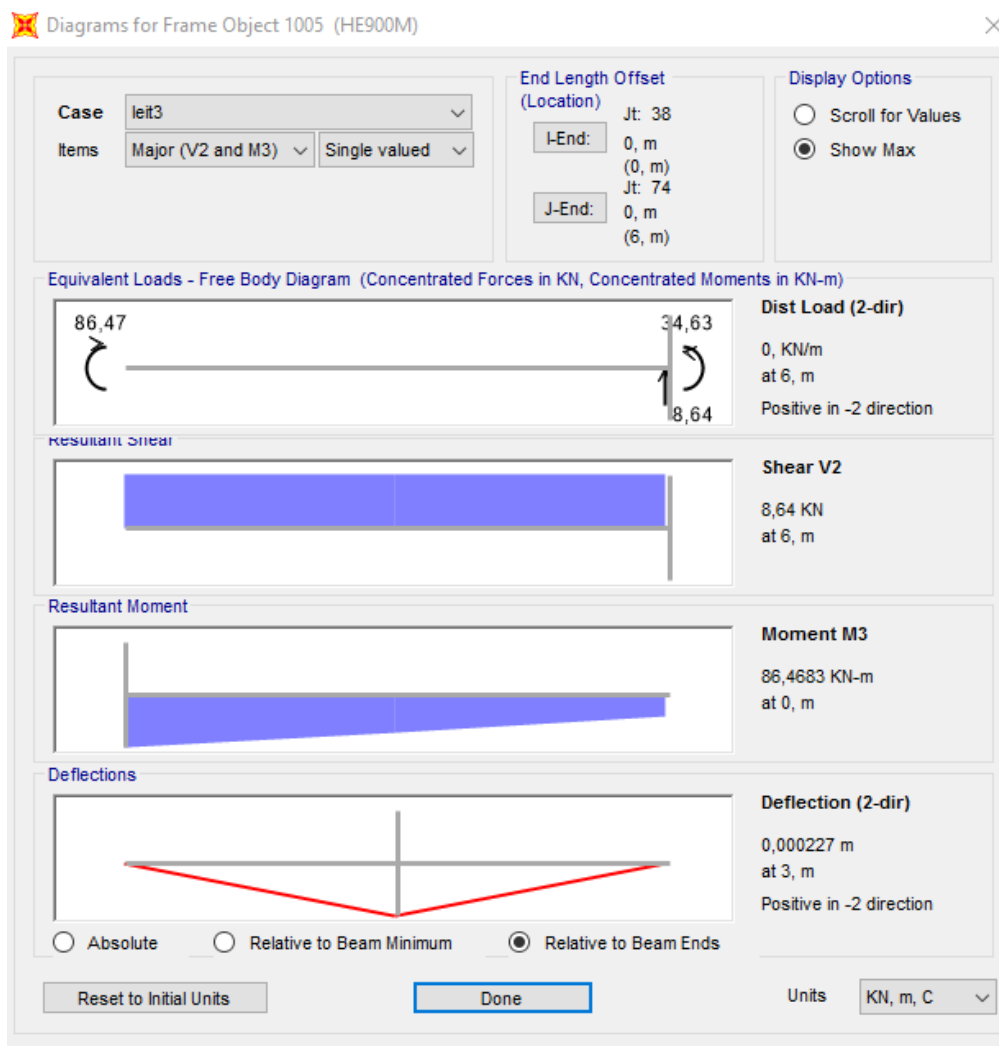 Diagrams for Frame Object 1005 (HE900M)
Case leit3
Items Major (V2 and M3) Single valued
End Length Offset
(Location)
Jt: 38
I-End: 0, m
(0, m)
Jt: 74
J-End: 0, m
(6, m)
Display Options
Scroll for Values
Show Max
Equivalent Loads - Free Body Diagram (Concentrated Forces in KN, Concentrated Moments in KN-m)
86,47
34,63
8,64
Dist Load (2-dir)
0, KN/m
at 6, m
Positive in -2 direction
Resultant Shear
Shear V2
8,64 KN
at 6, m
Resultant Moment
Moment M3
86,4683 KN-m
at 0, m
Deflections
Deflection (2-dir)
0,000227 m
at 3, m
Positive in -2 direction
Absolute Relative to Beam Minimum Relative to Beam Ends
Reset to Initial Units Done Units KN, m, C